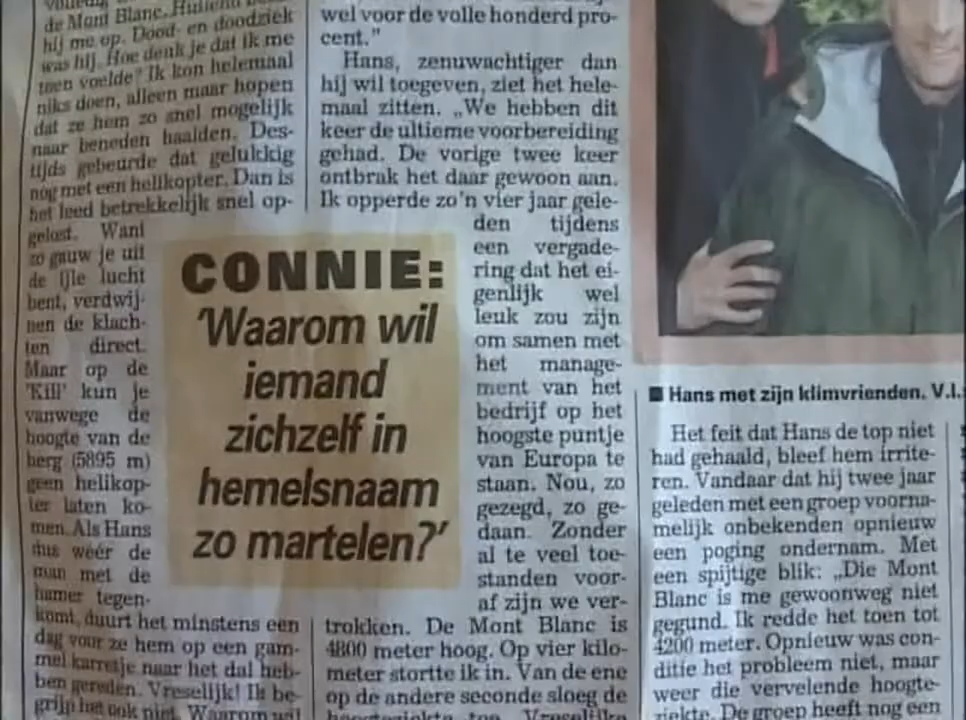 de Mont Blanc. Huilend
hij me op. Dood- en doodziek
was hij. Hoe denk je dat ik me
toen voelde? Ik kon helemaal
niks doen, alleen maar hopen
dat ze hem zo snel mogelijk
naar beneden haalden. Des-
tijds gebeurde dat gelukkig
nog met een helikopter. Dan is
het leed betrekkelijk snel op-
gelost. Want
zo gauw je uit
de ijle lucht
bent, verdwij-
nen de klach-
ten direct.
Maar op de
'Kili' kun je
vanwege de
hoogte van de
berg (5895 m)
geen helikop-
ter laten ko-
men. Als Hans
dus wéér de
man met de
hamer tegen-
komt, duurt het minstens een
dag voor ze hem op een gam-
mel karretje naar het dal heb-
ben gereden. Vreselijk! Ik be-
grijp het ook niet. Waarom wil
CONNIE:
'Waarom wil
iemand
zichzelf in
hemelsnaam
zo martelen?'
wel voor de volle honderd pro-
cent."
Hans, zenuwachtiger dan
hij wil toegeven, ziet het hele-
maal zitten. „We hebben dit
keer de ultieme voorbereiding
gehad. De vorige twee keer
ontbrak het daar gewoon aan.
Ik opperde zo'n vier jaar gele-
den tijdens
een vergade-
ring dat het ei-
genlijk wel
leuk zou zijn
om samen met
het manage-
ment van het
bedrijf op het
hoogste puntje
van Europa te
staan. Nou, zo
gezegd, zo ge-
daan. Zonder
al te veel toe-
standen voor-
af zijn we ver-
trokken. De Mont Blanc is
4800 meter hoog. Op vier kilo-
meter stortte ik in. Van de ene
op de andere seconde sloeg de
hoogteziekte toe. Vreselijke
■ Hans met zijn klimvrienden. V.l.
Het feit dat Hans de top niet
had gehaald, bleef hem irrite-
ren. Vandaar dat hij twee jaar
geleden met een groep voorna-
melijk onbekenden opnieuw
een poging ondernam. Met
een spijtige blik: „Die Mont
Blanc is me gewoonweg niet
gegund. Ik redde het toen tot
4200 meter. Opnieuw was con-
ditie het probleem niet, maar
weer die vervelende hoogte-
ziekte. De groep heeft nog een